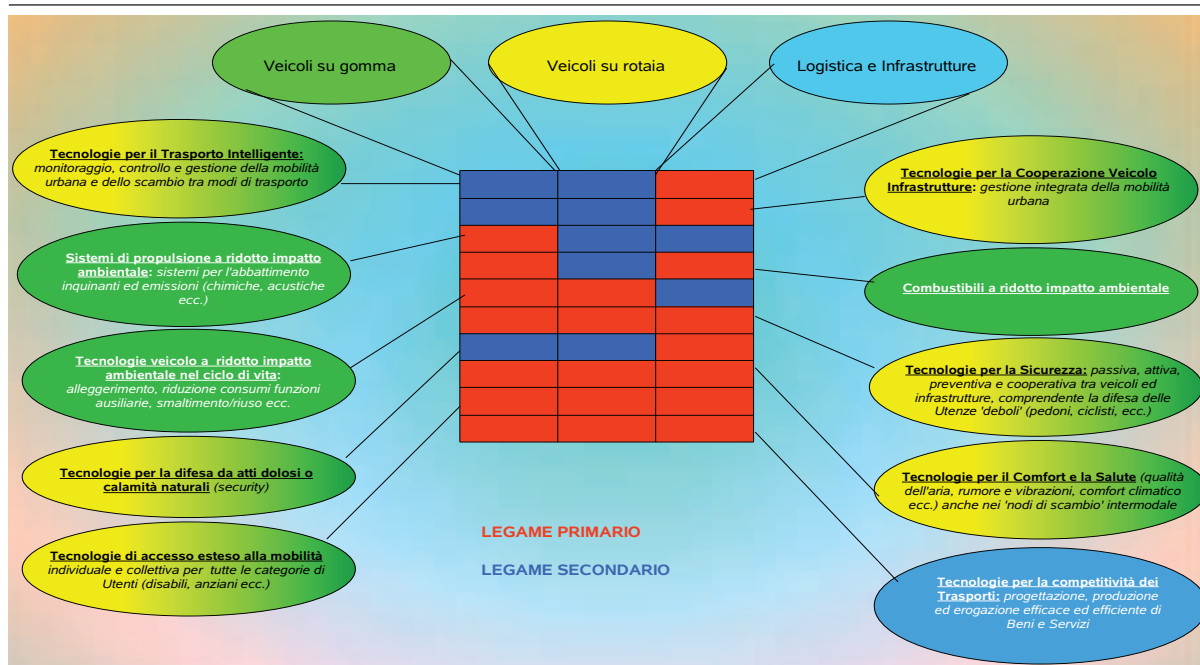 Veicoli su gomma
Veicoli su rotaia
Logistica e Infrastrutture
Tecnologie per il Trasporto Intelligente:
monitoraggio, controllo e gestione della mobilità
urbana e dello scambio tra modi di trasporto
Sistemi di propulsione a ridotto impatto
ambientale: sistemi per l'abbattimento
inquinanti ed emissioni (chimiche, acustiche
ecc.)
Tecnologie veicolo a ridotto impatto
ambientale nel ciclo di vita:
alleggerimento, riduzione consumi funzioni
ausiliarie, smaltimento/riuso ecc.
Tecnologie per la difesa da atti dolosi o
calamità naturali (security)
Tecnologie di accesso esteso alla mobilità
individuale e collettiva per tutte le categorie di
Utenti (disabili, anziani ecc.)
LEGAME PRIMARIO
LEGAME SECONDARIO
Tecnologie per la Cooperazione Veicolo
Infrastrutture: gestione integrata della mobilità
urbana
Combustibili a ridotto impatto ambientale
Tecnologie per la Sicurezza: passiva, attiva,
preventiva e cooperativa tra veicoli ed
infrastrutture, comprendente la difesa delle
Utenze 'deboli' (pedoni, ciclisti, ecc.)
Tecnologie per il Comfort e la Salute (qualità
dell'aria, rumore e vibrazioni, comfort climatico
ecc.) anche nei 'nodi di scambio' intermodale
Tecnologie per la competitività dei
Trasporti: progettazione, produzione
ed erogazione efficace ed efficiente di
Beni e Servizi